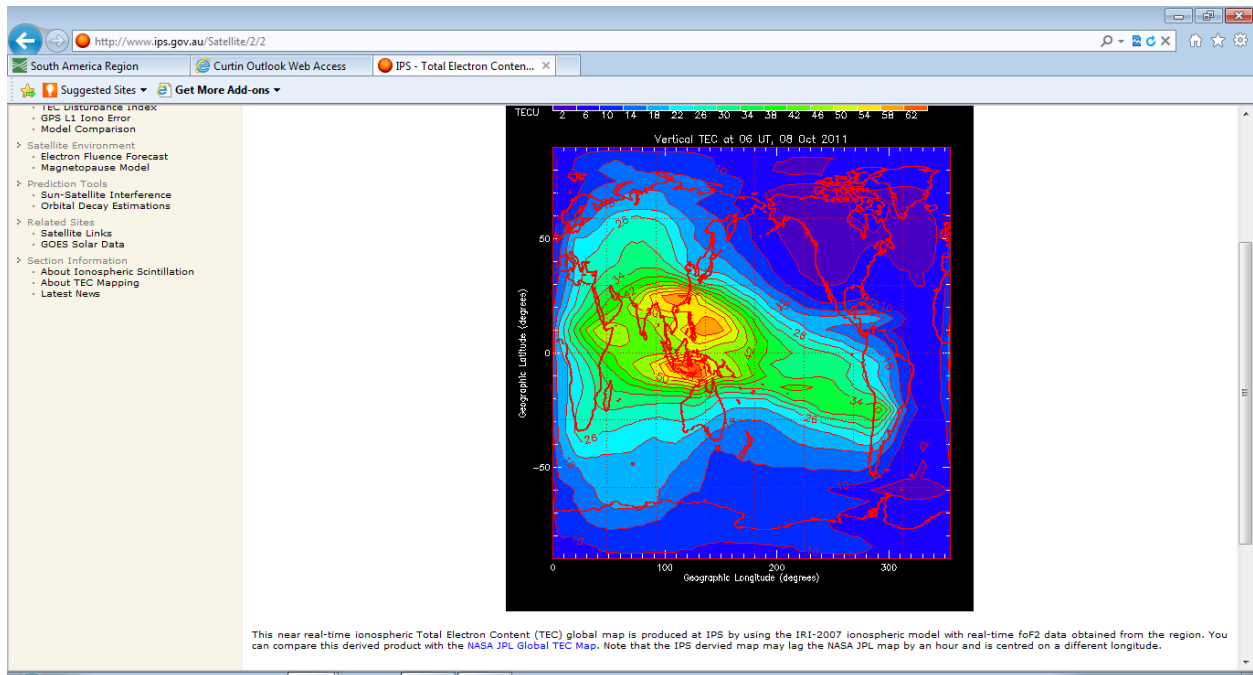 http://www.ips.gov.au/Satellite/2/2
South America Region
Curtin Outlook Web Access
IPS - Total Electron Conten...
Suggested Sites
Get More Add-ons
TEC Disturbance Index
GPS L1 Iono Error
Model Comparison
Satellite Environment
Electron Fluence Forecast
Magnetopause Model
Prediction Tools
Sun-Satellite Interference
Orbital Decay Estimations
Related Sites
Satellite Links
GOES Solar Data
Section Information
About Ionospheric Scintillation
About TEC Mapping
Latest News
TECU 2 6 10 14 18 22 26 30 34 38 42 46 50 54 58 62
Vertical TEC at 06 UT, 08 Oct 2011
Geographic Latitude (degrees)
50
0
-50
0 100 200 300
Geographic Longitude (degrees)
This near real-time ionospheric Total Electron Content (TEC) global map is produced at IPS by using the IRI-2007 ionospheric model with real-time foF2 data obtained from the region. You
can compare this derived product with the NASA JPL Global TEC Map. Note that the IPS dervied map may lag the NASA JPL map by an hour and is centred on a different longitude.